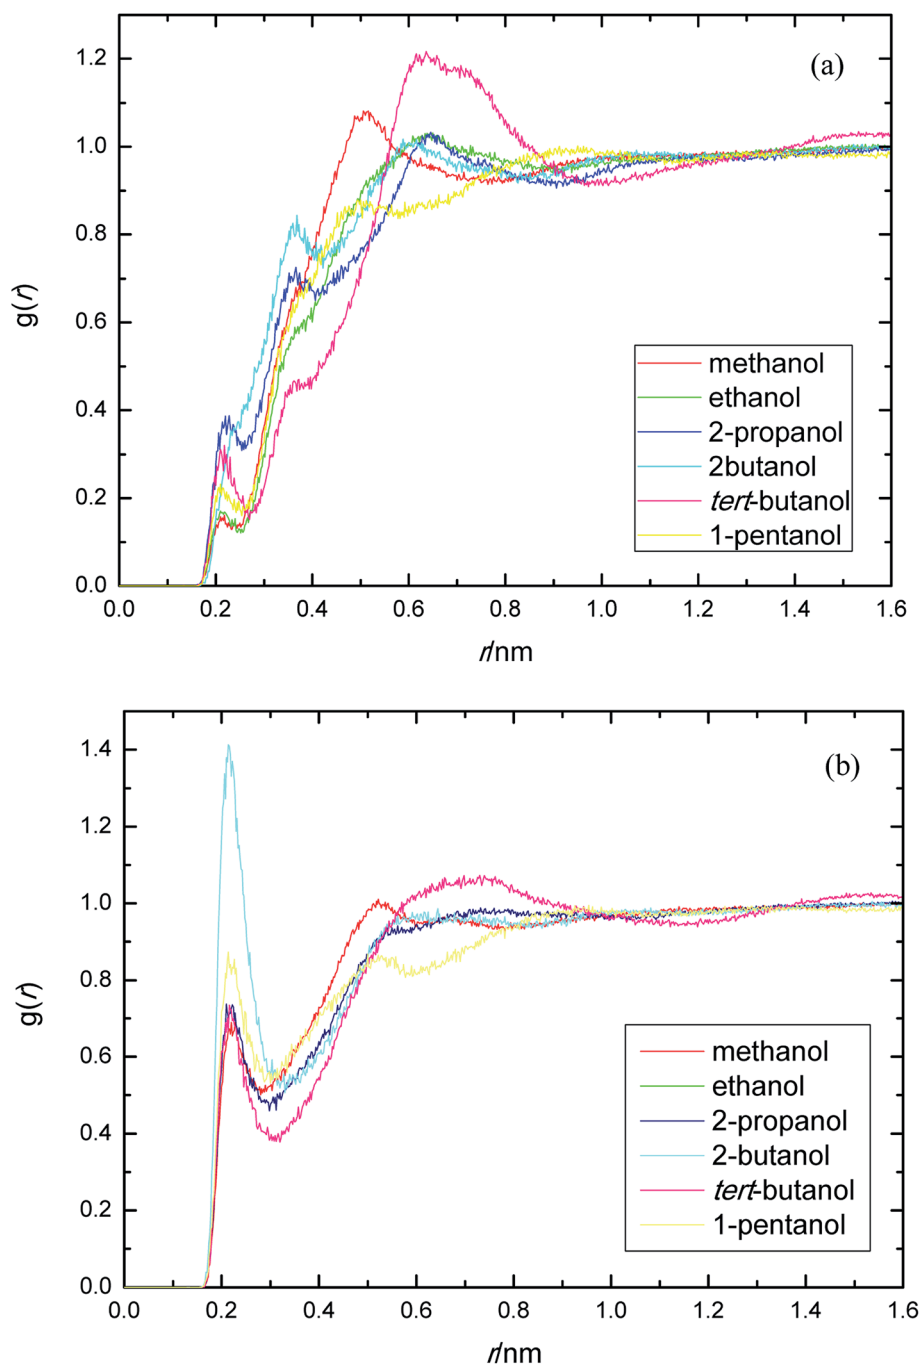 (a)
1.2
1.0
0.8
0.6
0.4
0.2
0.0
g(r)
methanol
ethanol
2-propanol
2butanol
tert-butanol
1-pentanol
0.0 0.2 0.4 0.6 0.8 1.0 1.2 1.4 1.6
r/nm
(b)
1.4
1.2
1.0
0.8
0.6
0.4
0.2
0.0
g(r)
methanol
ethanol
2-propanol
2-butanol
tert-butanol
1-pentanol
0.0 0.2 0.4 0.6 0.8 1.0 1.2 1.4 1.6
r/nm